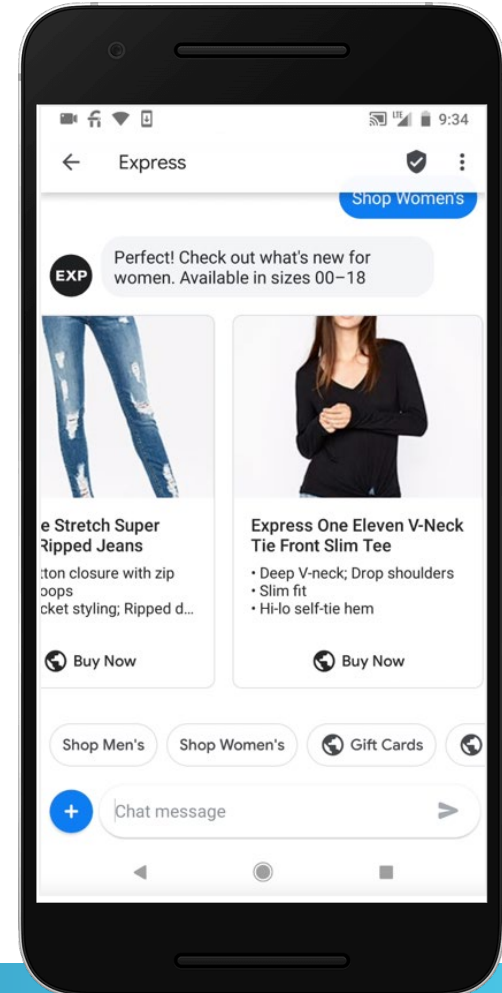 LTE 9:34
Express
Shop Women's
EXP
Perfect! Check out what's new for
women. Available in sizes 00–18
e Stretch Super
Ripped Jeans
tton closure with zip
oops
cket styling; Ripped d...
Buy Now
Express One Eleven V-Neck
Tie Front Slim Tee
• Deep V-neck; Drop shoulders
• Slim fit
• Hi-lo self-tie hem
Buy Now
Shop Men's
Shop Women's
Gift Cards
Chat message